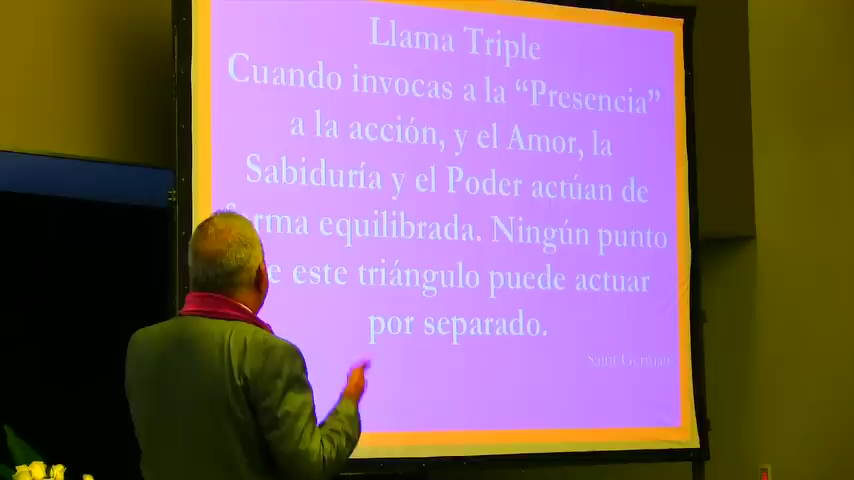 Llama Triple
Cuando invocas a la “Presencia”
a la acción, y el Amor, la
Sabiduría y el Poder actúan de
forma equilibrada. Ningún punto
este triángulo puede actuar
por separado.
Saint Germain